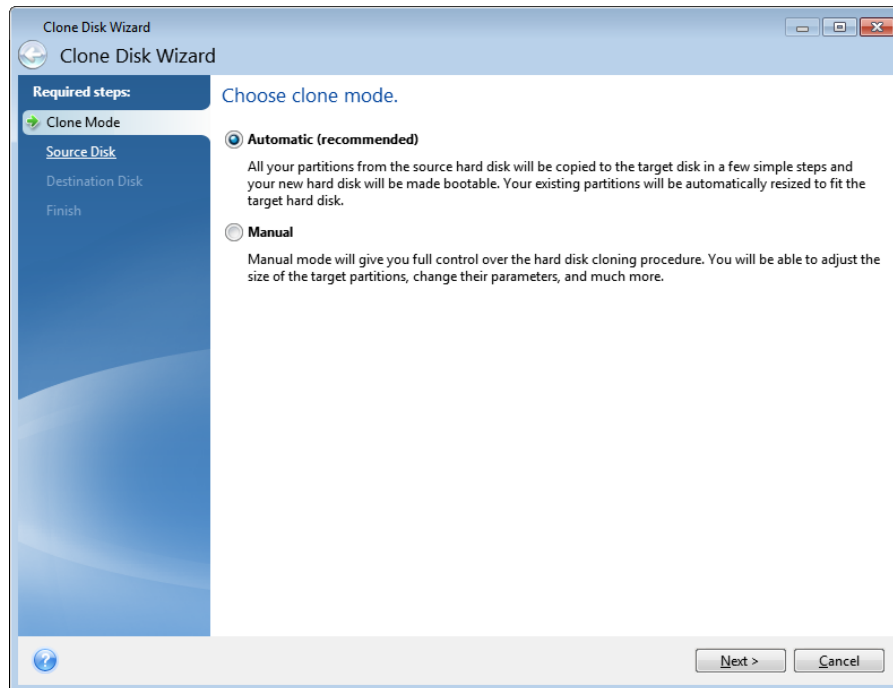 Clone Disk Wizard
Clone Disk Wizard
Required steps:
Clone Mode
Source Disk
Destination Disk
Finish
Choose clone mode.
Automatic (recommended)
All your partitions from the source hard disk will be copied to the target disk in a few simple steps and
your new hard disk will be made bootable. Your existing partitions will be automatically resized to fit the
target hard disk.
Manual
Manual mode will give you full control over the hard disk cloning procedure. You will be able to adjust the
size of the target partitions, change their parameters, and much more.
?
Next >
Cancel